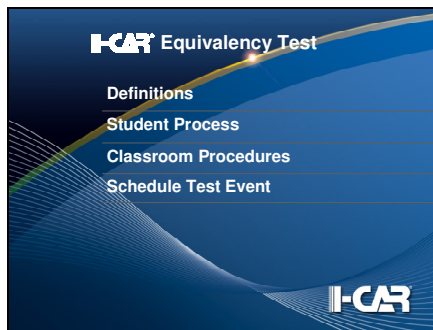 I-CAR® Equivalency Test
Definitions
Student Process
Classroom Procedures
Schedule Test Event
I-CAR